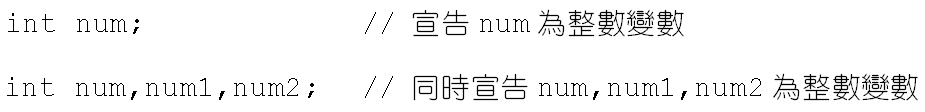 int num; // 宣告 num 為整數變數
int num,num1,num2; // 同時宣告 num,num1,num2 為整數變數